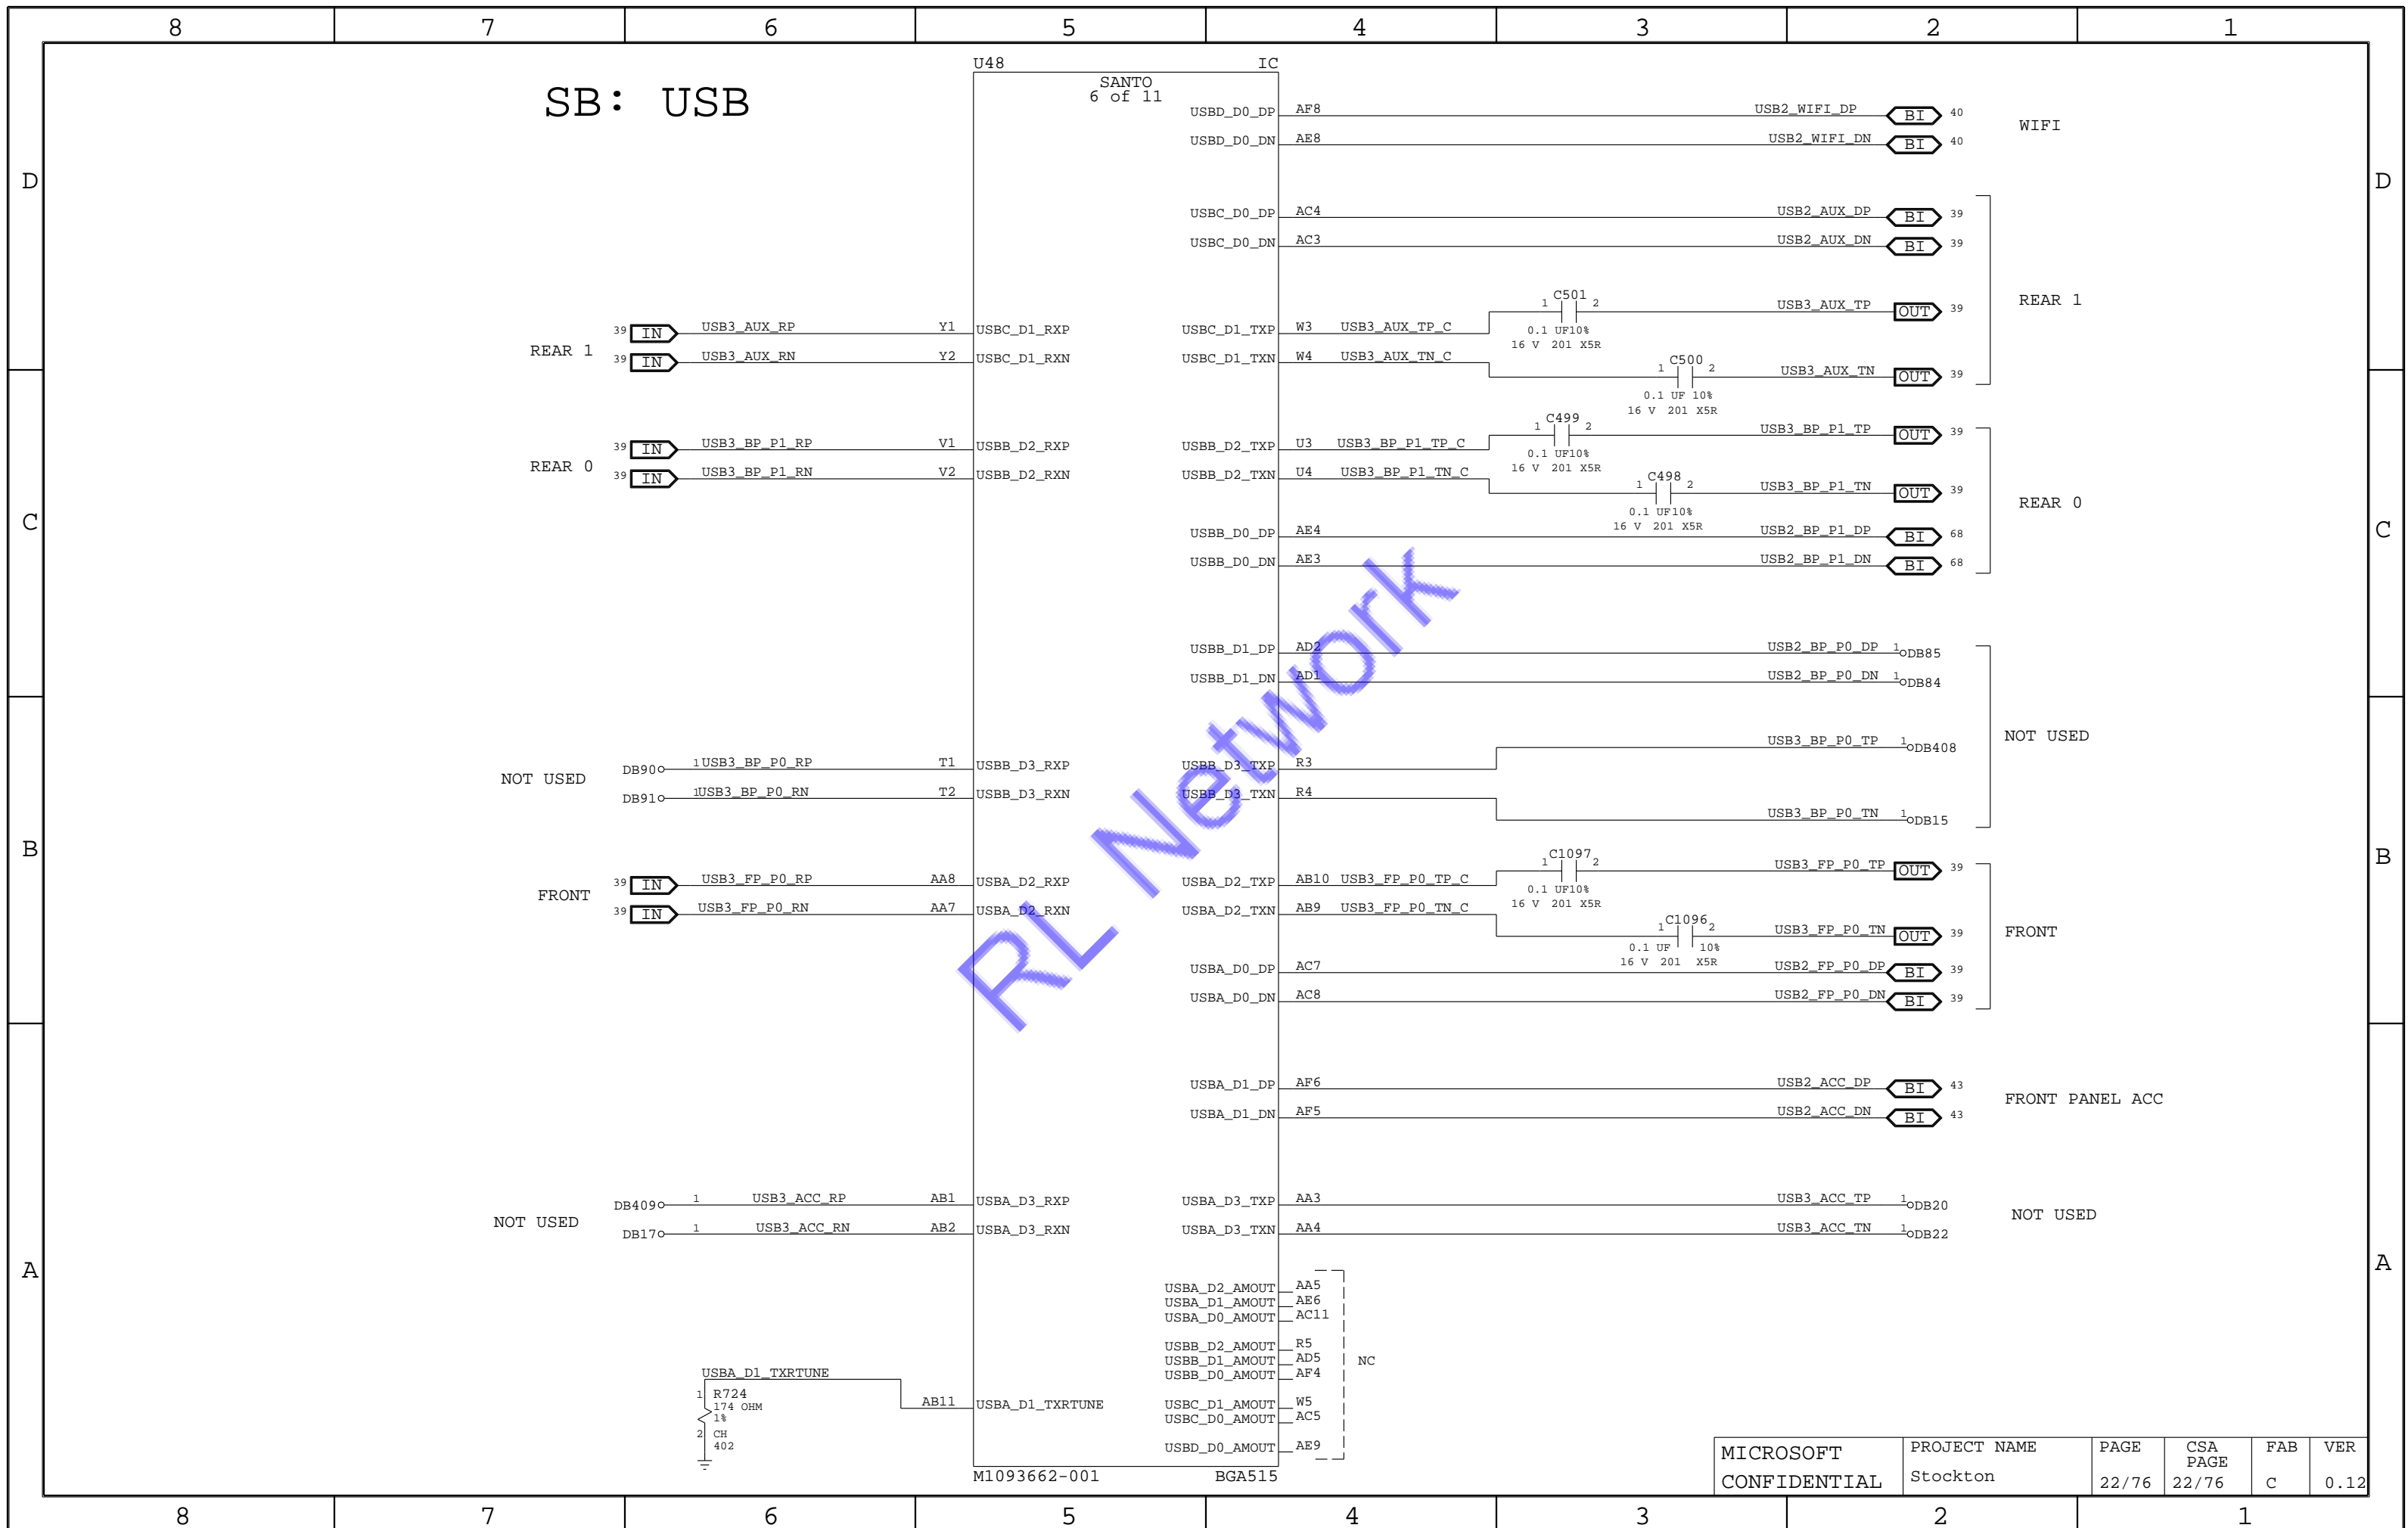 8 7 6 5 4 3 2 1
U48 IC
SANTO
6 of 11
SB: USB
USBD_D0_DP AF8 USB2_WIFI_DP BI 40
USBD_D0_DN AE8 USB2_WIFI_DN BI 40
WIFI
D D
USBC_D0_DP AC4 USB2_AUX_DP BI 39
USBC_D0_DN AC3 USB2_AUX_DN BI 39
REAR 1
1 C501 2 USB3_AUX_TP OUT 39
0.1 UF10%
16 V 201 X5R
39 IN USB3_AUX_RP Y1 USBC_D1_RXP USBC_D1_TXP W3 USB3_AUX_TP_C
REAR 1
39 IN USB3_AUX_RN Y2 USBC_D1_RXN USBC_D1_TXN W4 USB3_AUX_TN_C
1 C500 2 USB3_AUX_TN OUT 39
0.1 UF 10%
16 V 201 X5R
1 C499 2 USB3_BP_P1_TP OUT 39
0.1 UF10%
16 V 201 X5R
39 IN USB3_BP_P1_RP V1 USBB_D2_RXP USBB_D2_TXP U3 USB3_BP_P1_TP_C
REAR 0
39 IN USB3_BP_P1_RN V2 USBB_D2_RXN USBB_D2_TXN U4 USB3_BP_P1_TN_C
1 C498 2 USB3_BP_P1_TN OUT 39
0.1 UF10%
16 V 201 X5R
REAR 0
C C
USBB_D0_DP AE4 USB2_BP_P1_DP BI 68
USBB_D0_DN AE3 USB2_BP_P1_DN BI 68
USBB_D1_DP AD2 USB2_BP_P0_DP 1 DB85
USBB_D1_DN AD1 USB2_BP_P0_DN 1 DB84
NOT USED
USB3_BP_P0_TP 1 DB408
DB90 1 USB3_BP_P0_RP T1 USBB_D3_RXP USBB_D3_TXP R3
NOT USED
DB91 1 USB3_BP_P0_RN T2 USBB_D3_RXN USBB_D3_TXN R4
USB3_BP_P0_TN 1 DB15
B B
RL Network
1 C1097 2 USB3_FP_P0_TP OUT 39
0.1 UF10%
16 V 201 X5R
39 IN USB3_FP_P0_RP AA8 USBA_D2_RXP USBA_D2_TXP AB10 USB3_FP_P0_TP_C
FRONT
39 IN USB3_FP_P0_RN AA7 USBA_D2_RXN USBA_D2_TXN AB9 USB3_FP_P0_TN_C
1 C1096 2 USB3_FP_P0_TN OUT 39
0.1 UF 10%
16 V 201 X5R
FRONT
USBA_D0_DP AC7 USB2_FP_P0_DP BI 39
USBA_D0_DN AC8 USB2_FP_P0_DN BI 39
USBA_D1_DP AF6 USB2_ACC_DP BI 43
USBA_D1_DN AF5 USB2_ACC_DN BI 43
FRONT PANEL ACC
DB409 1 USB3_ACC_RP AB1 USBA_D3_RXP USBA_D3_TXP AA3 USB3_ACC_TP 1 DB20
NOT USED NOT USED
DB17 1 USB3_ACC_RN AB2 USBA_D3_RXN USBA_D3_TXN AA4 USB3_ACC_TN 1 DB22
A A
USBA_D2_AMOUT AA5
USBA_D1_AMOUT AE6
USBA_D0_AMOUT AC11
USBB_D2_AMOUT R5
USBB_D1_AMOUT AD5
USBB_D0_AMOUT AF4
NC
USBC_D1_AMOUT W5
USBC_D0_AMOUT AC5
USBD_D0_AMOUT AE9
USBA_D1_TXRTUNE AB11 USBA_D1_TXRTUNE
1 R724
174 OHM
1%
2 CH
402
M1093662-001 BGA515
MICROSOFT
CONFIDENTIAL
PROJECT NAME
Stockton
PAGE
22/76
CSA
PAGE
22/76
FAB
C
VER
0.12
8 7 6 5 4 3 2 1